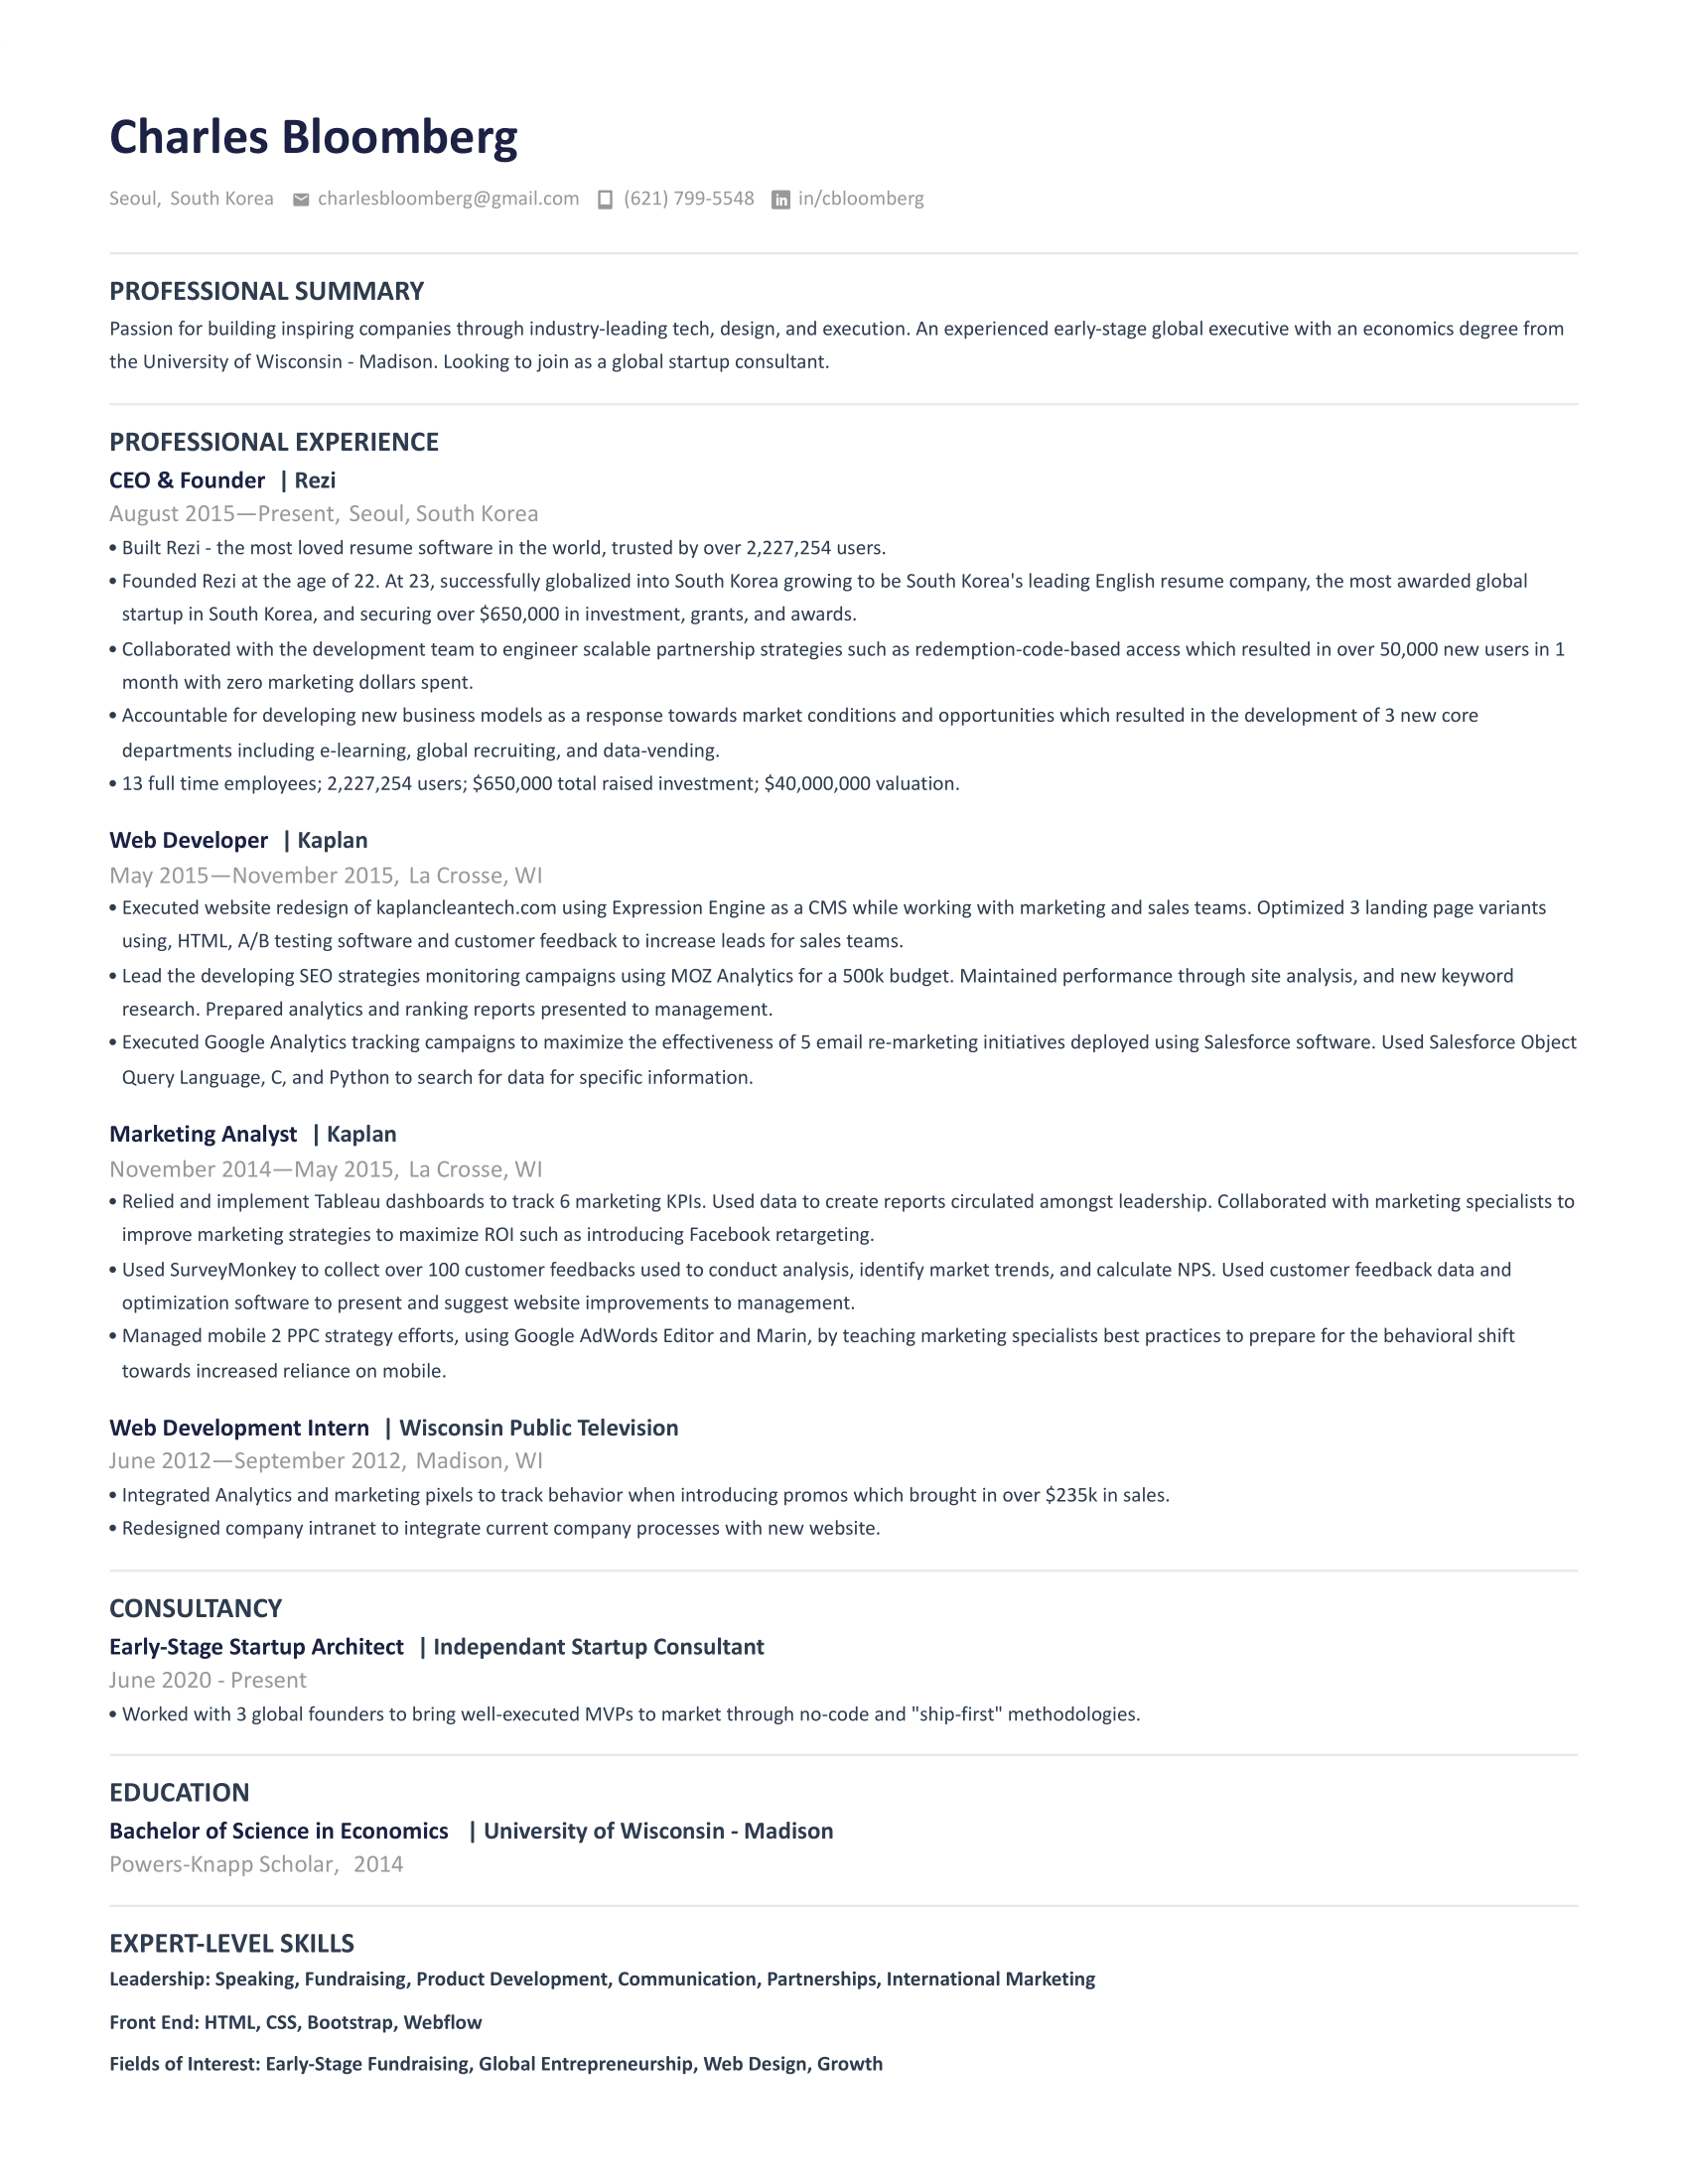 Charles Bloomberg
Seoul, South Korea charlesbloomberg@gmail.com (621) 799-5548 in/cbloomberg
PROFESSIONAL SUMMARY
Passion for building inspiring companies through industry-leading tech, design, and execution. An experienced early-stage global executive with an economics degree from
the University of Wisconsin - Madison. Looking to join as a global startup consultant.
PROFESSIONAL EXPERIENCE
CEO & Founder | Rezi
August 2015—Present, Seoul, South Korea
• Built Rezi - the most loved resume software in the world, trusted by over 2,227,254 users.
• Founded Rezi at the age of 22. At 23, successfully globalized into South Korea growing to be South Korea's leading English resume company, the most awarded global
startup in South Korea, and securing over $650,000 in investment, grants, and awards.
• Collaborated with the development team to engineer scalable partnership strategies such as redemption-code-based access which resulted in over 50,000 new users in 1
month with zero marketing dollars spent.
• Accountable for developing new business models as a response towards market conditions and opportunities which resulted in the development of 3 new core
departments including e-learning, global recruiting, and data-vending.
• 13 full time employees; 2,227,254 users; $650,000 total raised investment; $40,000,000 valuation.
Web Developer | Kaplan
May 2015—November 2015, La Crosse, WI
• Executed website redesign of kaplancleantech.com using Expression Engine as a CMS while working with marketing and sales teams. Optimized 3 landing page variants
using, HTML, A/B testing software and customer feedback to increase leads for sales teams.
• Lead the developing SEO strategies monitoring campaigns using MOZ Analytics for a 500k budget. Maintained performance through site analysis, and new keyword
research. Prepared analytics and ranking reports presented to management.
• Executed Google Analytics tracking campaigns to maximize the effectiveness of 5 email re-marketing initiatives deployed using Salesforce software. Used Salesforce Object
Query Language, C, and Python to search for data for specific information.
Marketing Analyst | Kaplan
November 2014—May 2015, La Crosse, WI
• Relied and implement Tableau dashboards to track 6 marketing KPIs. Used data to create reports circulated amongst leadership. Collaborated with marketing specialists to
improve marketing strategies to maximize ROI such as introducing Facebook retargeting.
• Used SurveyMonkey to collect over 100 customer feedbacks used to conduct analysis, identify market trends, and calculate NPS. Used customer feedback data and
optimization software to present and suggest website improvements to management.
• Managed mobile 2 PPC strategy efforts, using Google AdWords Editor and Marin, by teaching marketing specialists best practices to prepare for the behavioral shift
towards increased reliance on mobile.
Web Development Intern | Wisconsin Public Television
June 2012—September 2012, Madison, WI
• Integrated Analytics and marketing pixels to track behavior when introducing promos which brought in over $235k in sales.
• Redesigned company intranet to integrate current company processes with new website.
CONSULTANCY
Early-Stage Startup Architect | Independant Startup Consultant
June 2020 - Present
• Worked with 3 global founders to bring well-executed MVPs to market through no-code and "ship-first" methodologies.
EDUCATION
Bachelor of Science in Economics | University of Wisconsin - Madison
Powers-Knapp Scholar, 2014
EXPERT-LEVEL SKILLS
Leadership: Speaking, Fundraising, Product Development, Communication, Partnerships, International Marketing
Front End: HTML, CSS, Bootstrap, Webflow
Fields of Interest: Early-Stage Fundraising, Global Entrepreneurship, Web Design, Growth